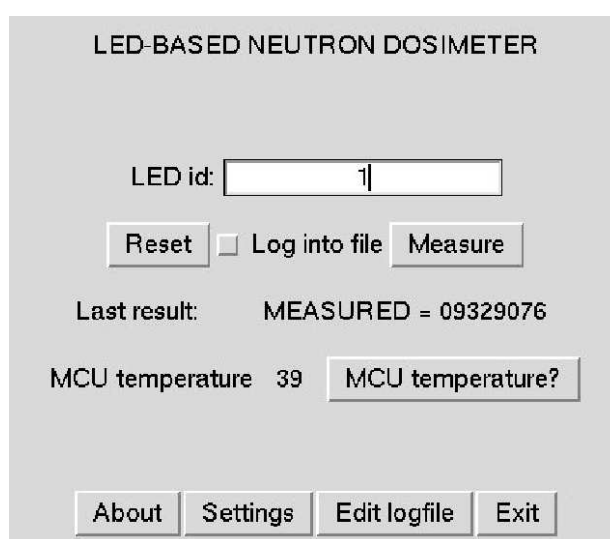 LED-BASED NEUTRON DOSIMETER
LED id: 1
Reset Log into file Measure
Last result: MEASURED = 09329076
MCU temperature 39 MCU temperature?
About Settings Edit logfile Exit